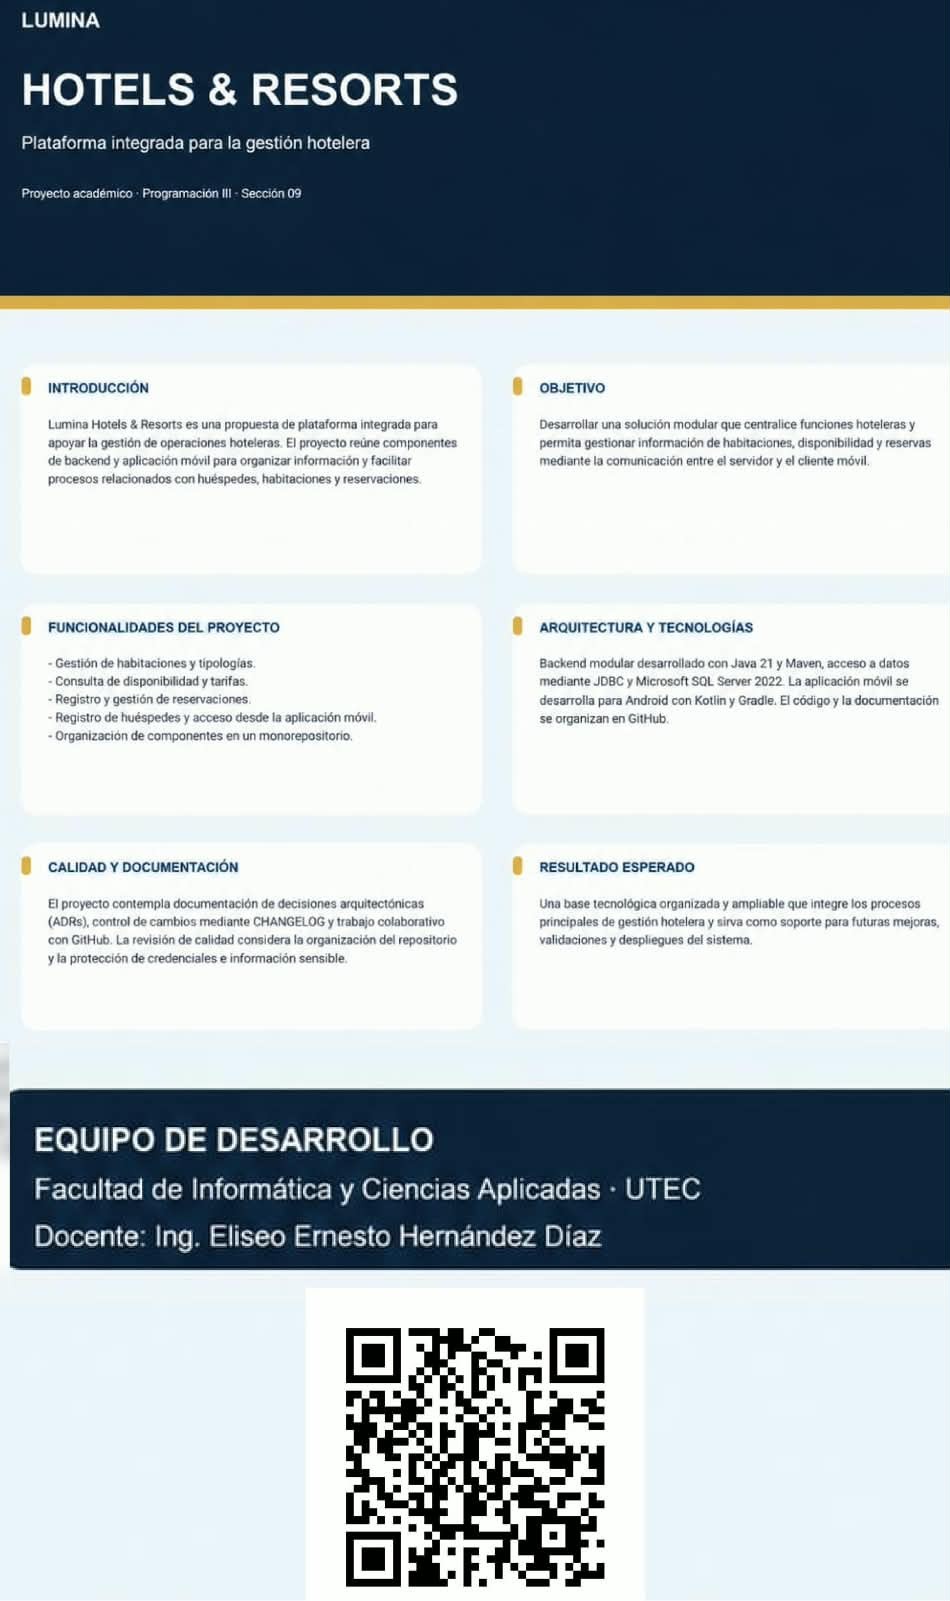 LUMINA
HOTELS & RESORTS
Plataforma integrada para la gestión hotelera
Proyecto académico · Programación III · Sección 09
INTRODUCCIÓN
Lumina Hotels & Resorts es una propuesta de plataforma integrada para
apoyar la gestión de operaciones hoteleras. El proyecto reúne componentes
de backend y aplicación móvil para organizar información y facilitar
procesos relacionados con huéspedes, habitaciones y reservaciones.
OBJETIVO
Desarrollar una solución modular que centralice funciones hoteleras y
permita gestionar información de habitaciones, disponibilidad y reservas
mediante la comunicación entre el servidor y el cliente móvil.
FUNCIONALIDADES DEL PROYECTO
- Gestión de habitaciones y tipologías.
- Consulta de disponibilidad y tarifas.
- Registro y gestión de reservaciones.
- Registro de huéspedes y acceso desde la aplicación móvil.
- Organización de componentes en un monorepositorio.
ARQUITECTURA Y TECNOLOGÍAS
Backend modular desarrollado con Java 21 y Maven, acceso a datos
mediante JDBC y Microsoft SQL Server 2022. La aplicación móvil se
desarrolla para Android con Kotlin y Gradle. El código y la documentación
se organizan en GitHub.
CALIDAD Y DOCUMENTACIÓN
El proyecto contempla documentación de decisiones arquitectónicas
(ADRs), control de cambios mediante CHANGELOG y trabajo colaborativo
con GitHub. La revisión de calidad considera la organización del repositorio
y la protección de credenciales e información sensible.
RESULTADO ESPERADO
Una base tecnológica organizada y ampliable que integre los procesos
principales de gestión hotelera y sirva como soporte para futuras mejoras,
validaciones y despliegues del sistema.
EQUIPO DE DESARROLLO
Facultad de Informática y Ciencias Aplicadas · UTEC
Docente: Ing. Eliseo Ernesto Hernández Díaz